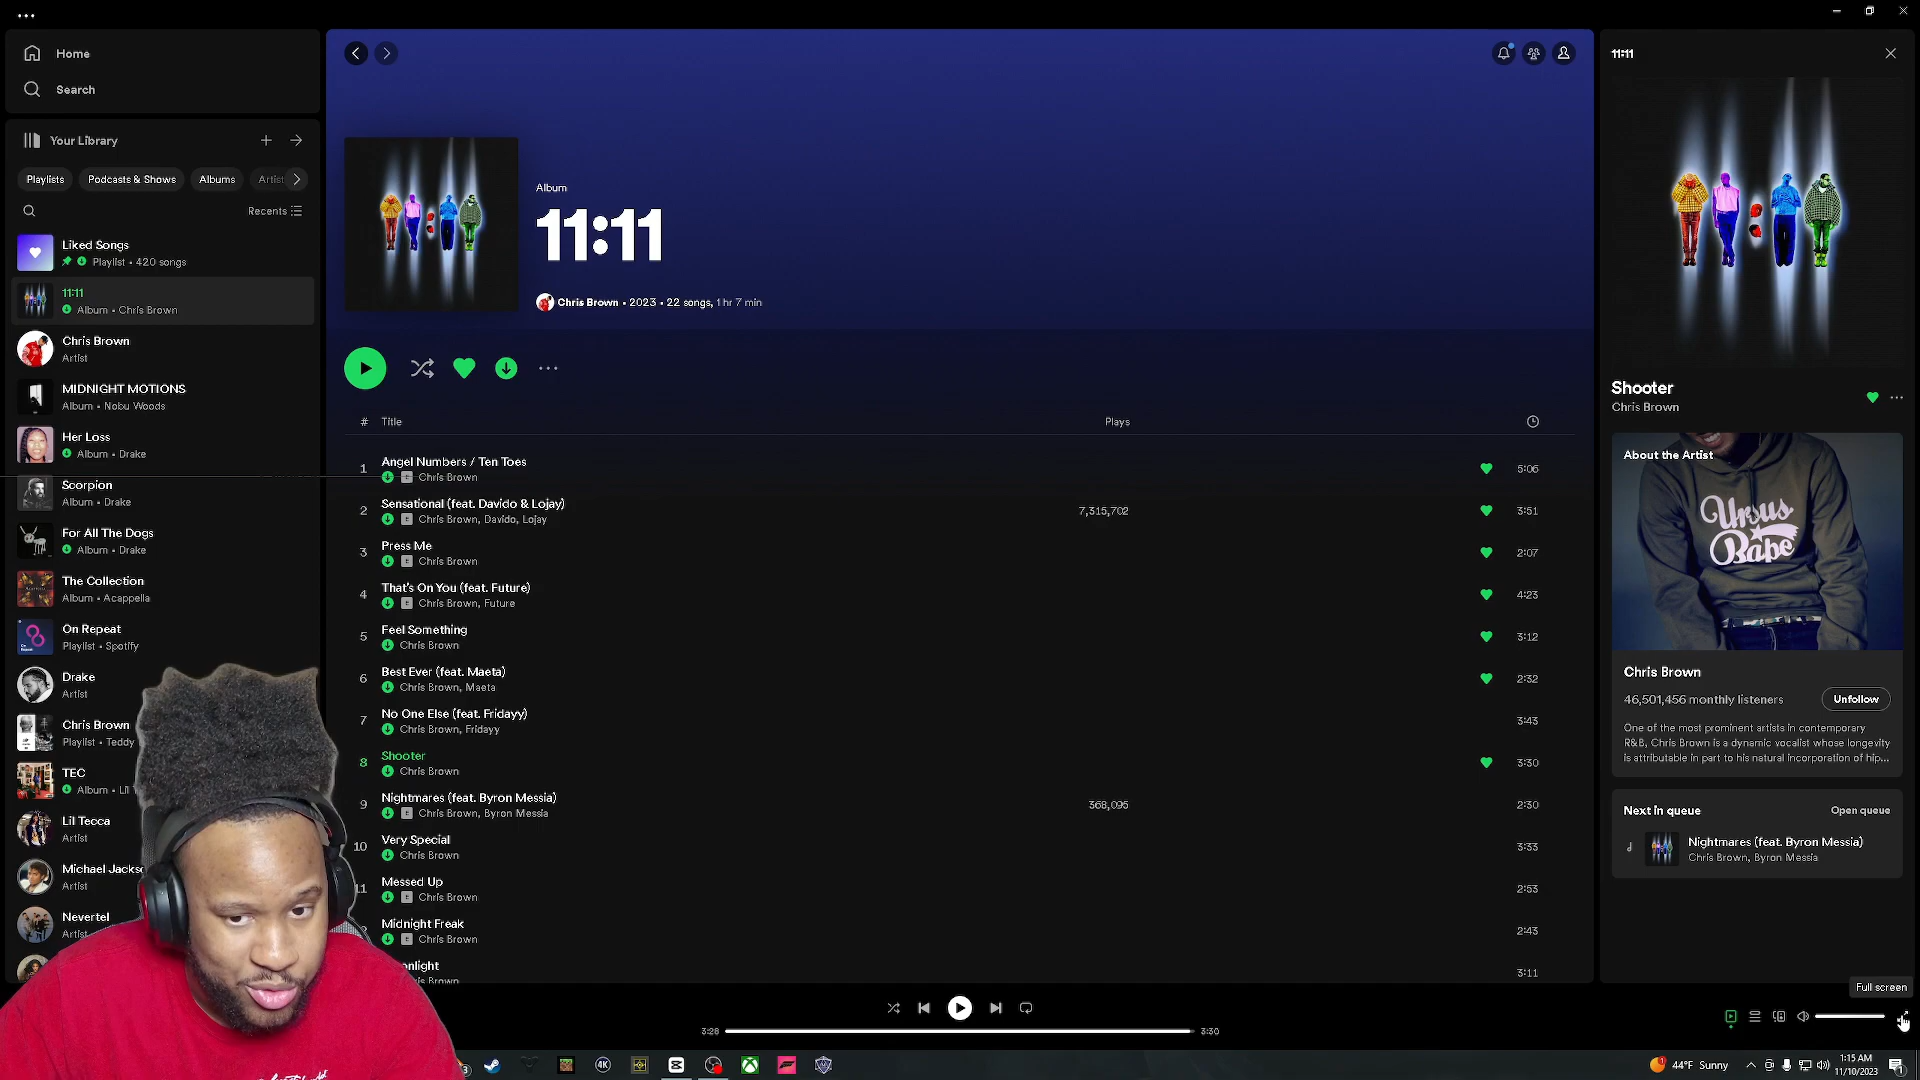 Home
Search
Your Library
Playlists
Podcasts & Shows
Albums
Artist
Recents
Liked Songs
Playlist • 420 songs
11:11
Album • Chris Brown
Chris Brown
Artist
MIDNIGHT MOTIONS
Album • Nobu Woods
Her Loss
Album • Drake
Scorpion
Album • Drake
For All The Dogs
Album • Drake
The Collection
Album • Acappella
On Repeat
Playlist • Spotify
Drake
Artist
Chris Brown
Playlist • Teddy
TEC
Album • Lil
Lil Tecca
Artist
Michael Jackso
Artist
Nevertel
Artis
Album
11:11
Chris Brown • 2023 • 22 songs, 1 hr 7 min
# Title Plays
1 Angel Numbers / Ten Toes 5:06
E Chris Brown
2 Sensational (feat. Davido & Lojay) 7,315,702 3:51
E Chris Brown, Davido, Lojay
3 Press Me 2:07
E Chris Brown
4 That's On You (feat. Future) 4:23
E Chris Brown, Future
5 Feel Something 3:12
Chris Brown
6 Best Ever (feat. Maeta) 2:32
Chris Brown, Maeta
7 No One Else (feat. Fridayy) 3:43
Chris Brown, Fridayy
8 Shooter 3:30
Chris Brown
9 Nightmares (feat. Byron Messia) 368,095 2:30
E Chris Brown, Byron Messia
10 Very Special 3:33
Chris Brown
11 Messed Up 2:53
E Chris Brown
Midnight Freak 2:43
E Chris Brown
onlight 3:11
Brown
11:11
Shooter
Chris Brown
About the Artist
Ursus
Babe
Chris Brown
46,501,456 monthly listeners Unfollow
One of the most prominent artists in contemporary
R&B, Chris Brown is a dynamic vocalist whose longevity
is attributable in part to his natural incorporation of hip...
Next in queue Open queue
Nightmares (feat. Byron Messia)
Chris Brown, Byron Messia
Full screen
3:28 3:30
4K
44°F Sunny
1:15 AM
11/10/2023